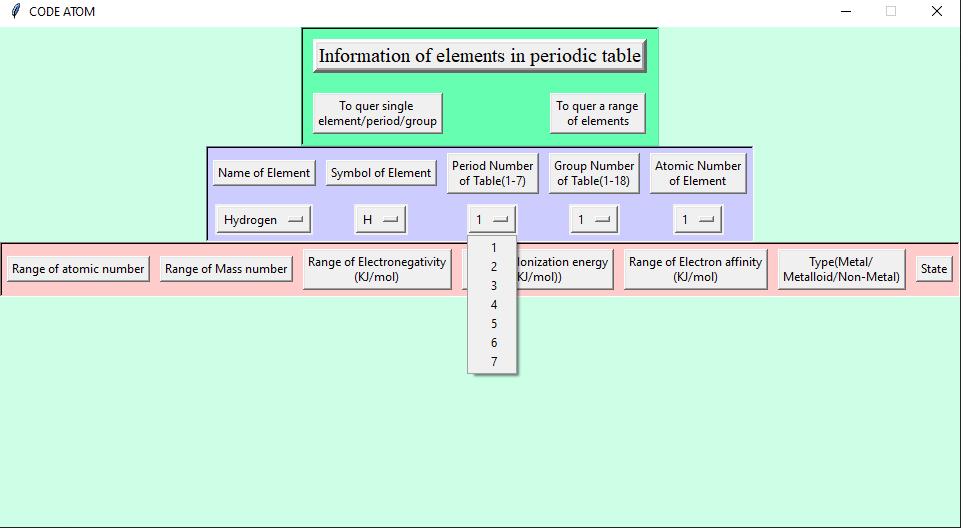 CODE ATOM
Information of elements in periodic table
To quer single
element/period/group
To quer a range
of elements
Name of Element
Symbol of Element
Period Number
of Table(1-7)
Group Number
of Table(1-18)
Atomic Number
of Element
Hydrogen
H
1
1
1
1
2
3
4
5
6
7
Range of atomic number
Range of Mass number
Range of Electronegativity
(KJ/mol)
Ionization energy
KJ/mol))
Range of Electron affinity
(KJ/mol)
Type(Metal/
Metalloid/Non-Metal)
State